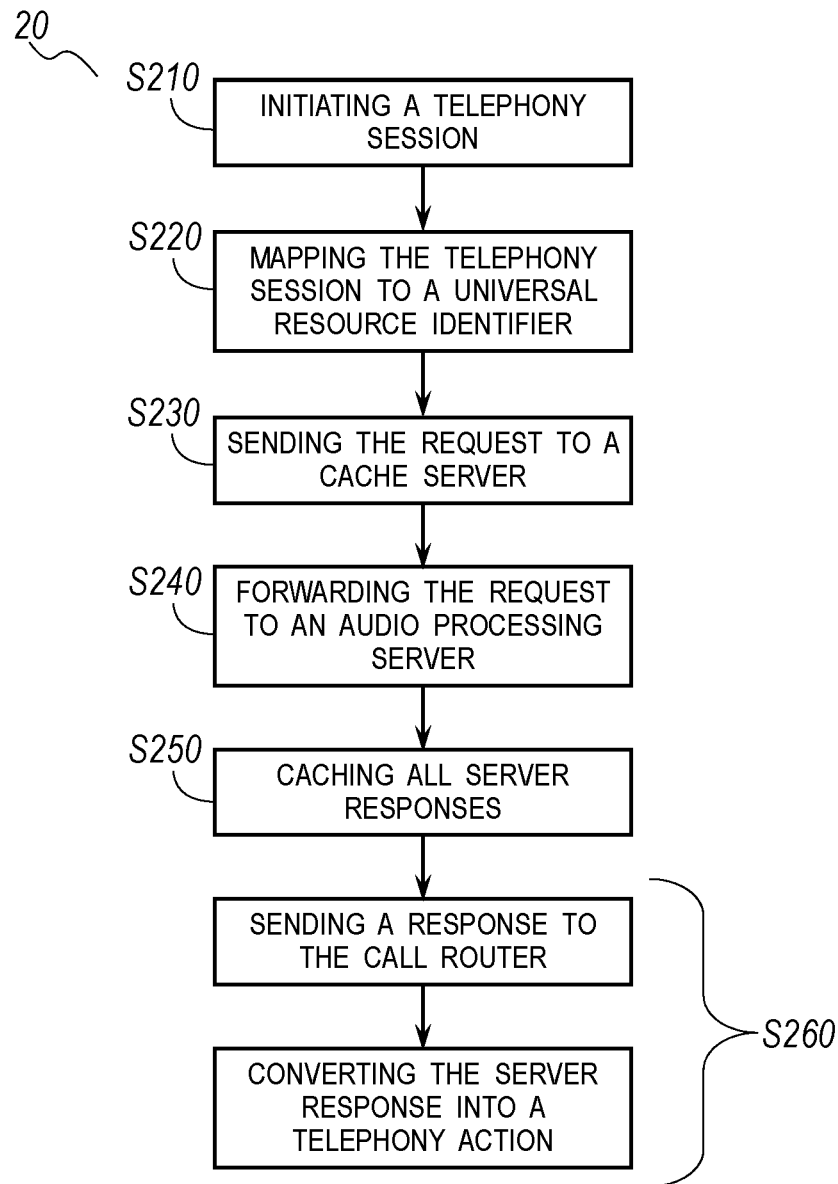 20
S210
INITIATING A TELEPHONY
SESSION
S220
MAPPING THE TELEPHONY
SESSION TO A UNIVERSAL
RESOURCE IDENTIFIER
S230
SENDING THE REQUEST TO A
CACHE SERVER
S240
FORWARDING THE REQUEST
TO AN AUDIO PROCESSING
SERVER
S250
CACHING ALL SERVER
RESPONSES
SENDING A RESPONSE TO
THE CALL ROUTER
S260
CONVERTING THE SERVER
RESPONSE INTO A
TELEPHONY ACTION